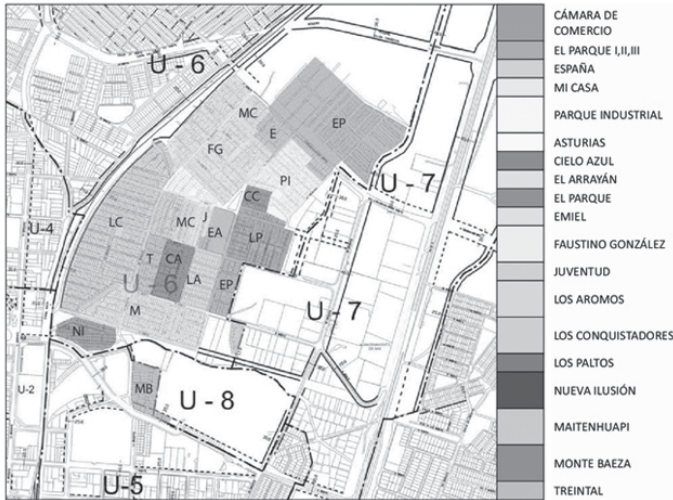 U - 6
MC
EP
E
FG
PI
U - 7
CC
U-4
LC
MC
J
EA
LP
T
CA
U - 6
LA
EP
M
U - 7
NI
MB
U-2
U - 8
U-5
CÁMARA DE
COMERCIO
EL PARQUE I,II,III
ESPAÑA
MI CASA
PARQUE INDUSTRIAL
ASTURIAS
CIELO AZUL
EL ARRAYÁN
EL PARQUE
EMIEL
FAUSTINO GONZÁLEZ
JUVENTUD
LOS AROMOS
LOS CONQUISTADORES
LOS PALTOS
NUEVA ILUSIÓN
MAITENHUAPI
MONTE BAEZA
TREINTAL